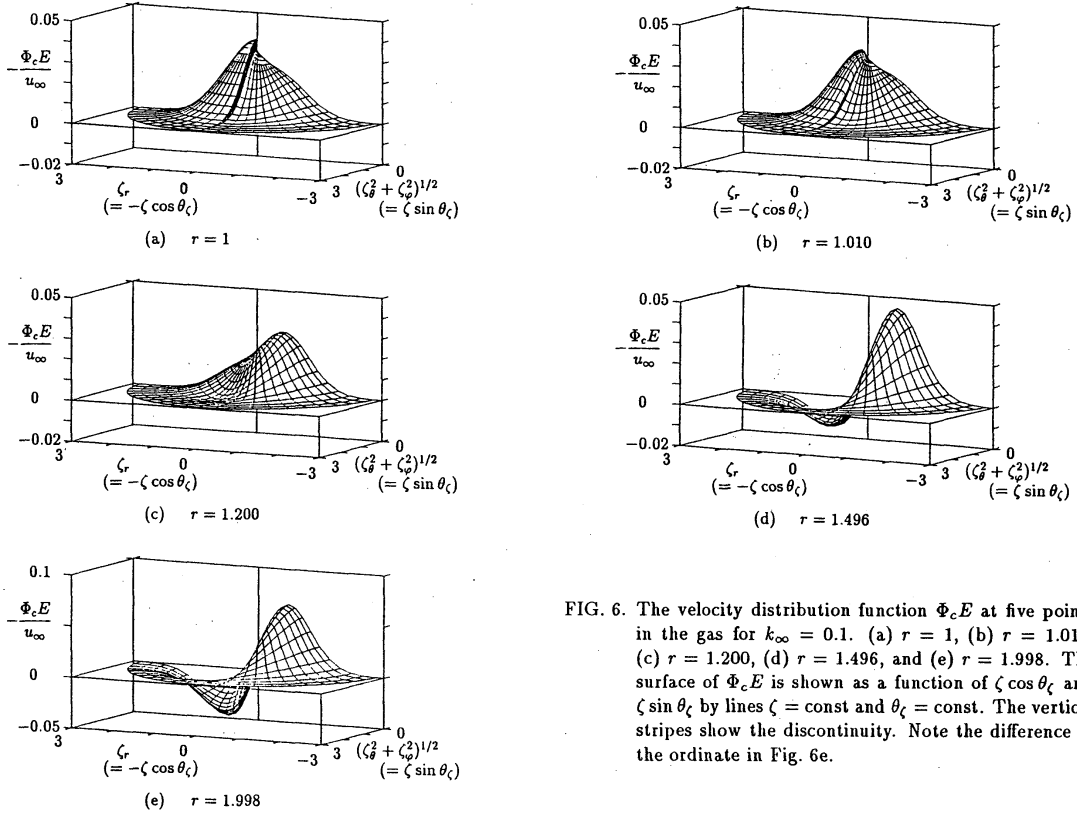 0.05
−Φ_cE/u_∞
0
−0.02
3
ζ_r
(= −ζ cos θ_ζ)
0
−3
3
(ζ_θ² + ζ_φ²)^{1/2}
(= ζ sin θ_ζ)
0
(a) r = 1
0.05
−Φ_cE/u_∞
0
−0.02
3
ζ_r
(= −ζ cos θ_ζ)
0
−3
3
(ζ_θ² + ζ_φ²)^{1/2}
(= ζ sin θ_ζ)
0
(b) r = 1.010
0.05
−Φ_cE/u_∞
0
−0.02
3
ζ_r
(= −ζ cos θ_ζ)
0
−3
3
(ζ_θ² + ζ_φ²)^{1/2}
(= ζ sin θ_ζ)
0
(c) r = 1.200
0.05
−Φ_cE/u_∞
0
−0.02
3
ζ_r
(= −ζ cos θ_ζ)
0
−3
3
(ζ_θ² + ζ_φ²)^{1/2}
(= ζ sin θ_ζ)
0
(d) r = 1.496
0.1
−Φ_cE/u_∞
0
−0.05
3
ζ_r
(= −ζ cos θ_ζ)
0
−3
3
(ζ_θ² + ζ_φ²)^{1/2}
(= ζ sin θ_ζ)
0
(e) r = 1.998
FIG. 6. The velocity distribution function Φ_cE at five poin
in the gas for k_∞ = 0.1. (a) r = 1, (b) r = 1.01
(c) r = 1.200, (d) r = 1.496, and (e) r = 1.998. T
surface of Φ_cE is shown as a function of ζ cos θ_ζ an
ζ sin θ_ζ by lines ζ = const and θ_ζ = const. The vertic
stripes show the discontinuity. Note the difference
the ordinate in Fig. 6e.